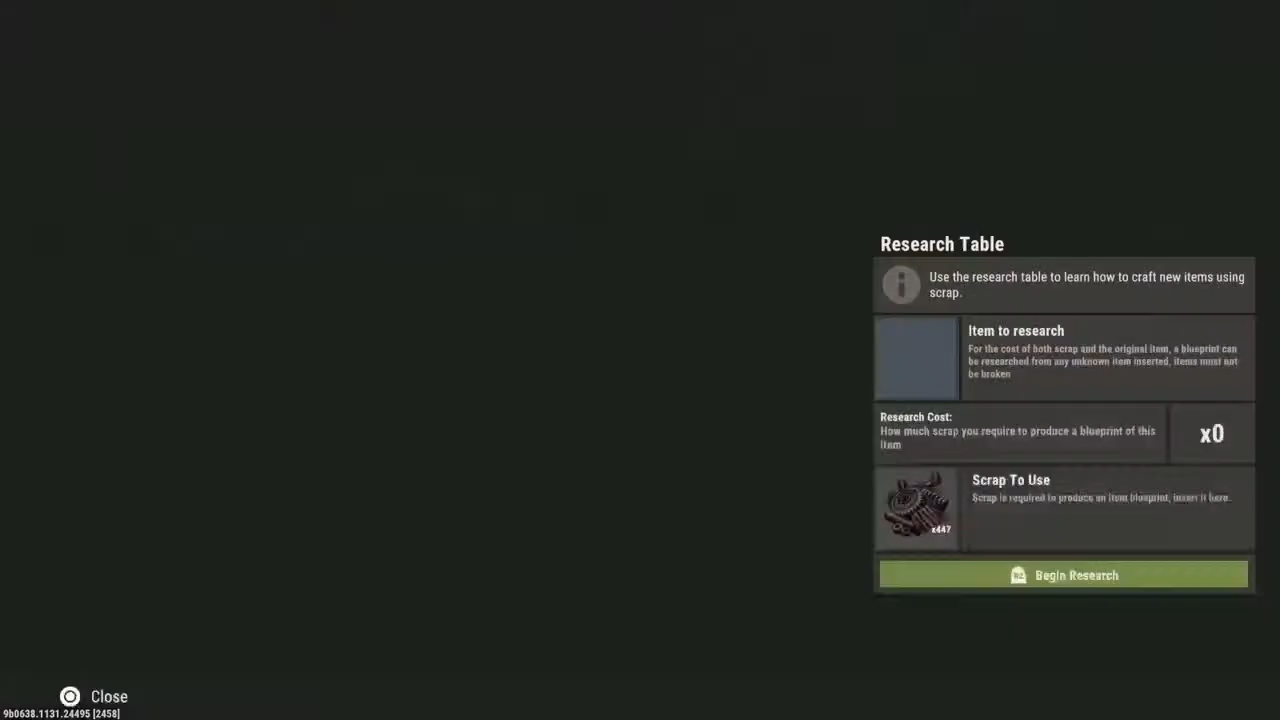 Research Table
Use the research table to learn how to craft new items using
scrap.
Item to research
For the cost of both scrap and the original item, a blueprint can
be researched from any unknown item inserted, items must not
be broken
Research Cost:
How much scrap you require to produce a blueprint of this
item
x0
Scrap To Use
Scrap is required to produce an item blueprint, insert it here.
x447
R2
Begin Research
Close
9b0638.1131.24495 [2458]